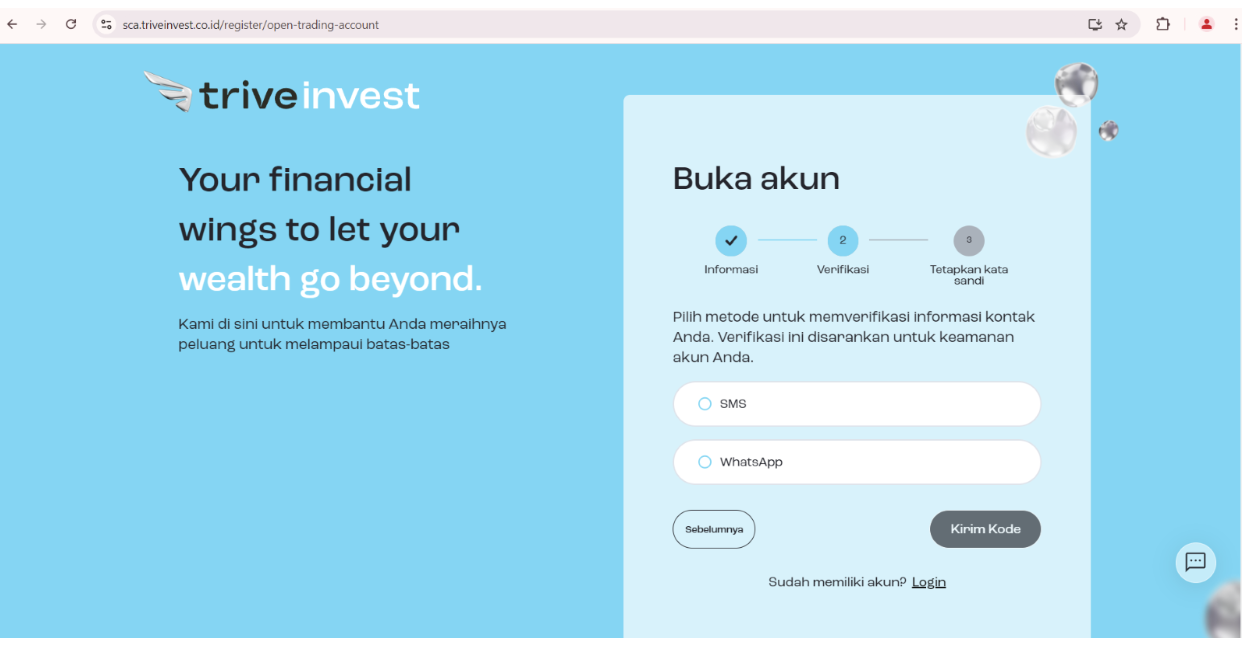 sca.triveinvest.co.id/register/open-trading-account
trive invest
Your financial
wings to let your
wealth go beyond.
Kami di sini untuk membantu Anda meraihnya
peluang untuk melampaui batas-batas
Buka akun
2
3
Informasi
Verifikasi
Tetapkan kata
sandi
Pilih metode untuk memverifikasi informasi kontak
Anda. Verifikasi ini disarankan untuk keamanan
akun Anda.
SMS
WhatsApp
Sebelumnya
Kirim Kode
Sudah memiliki akun? Login